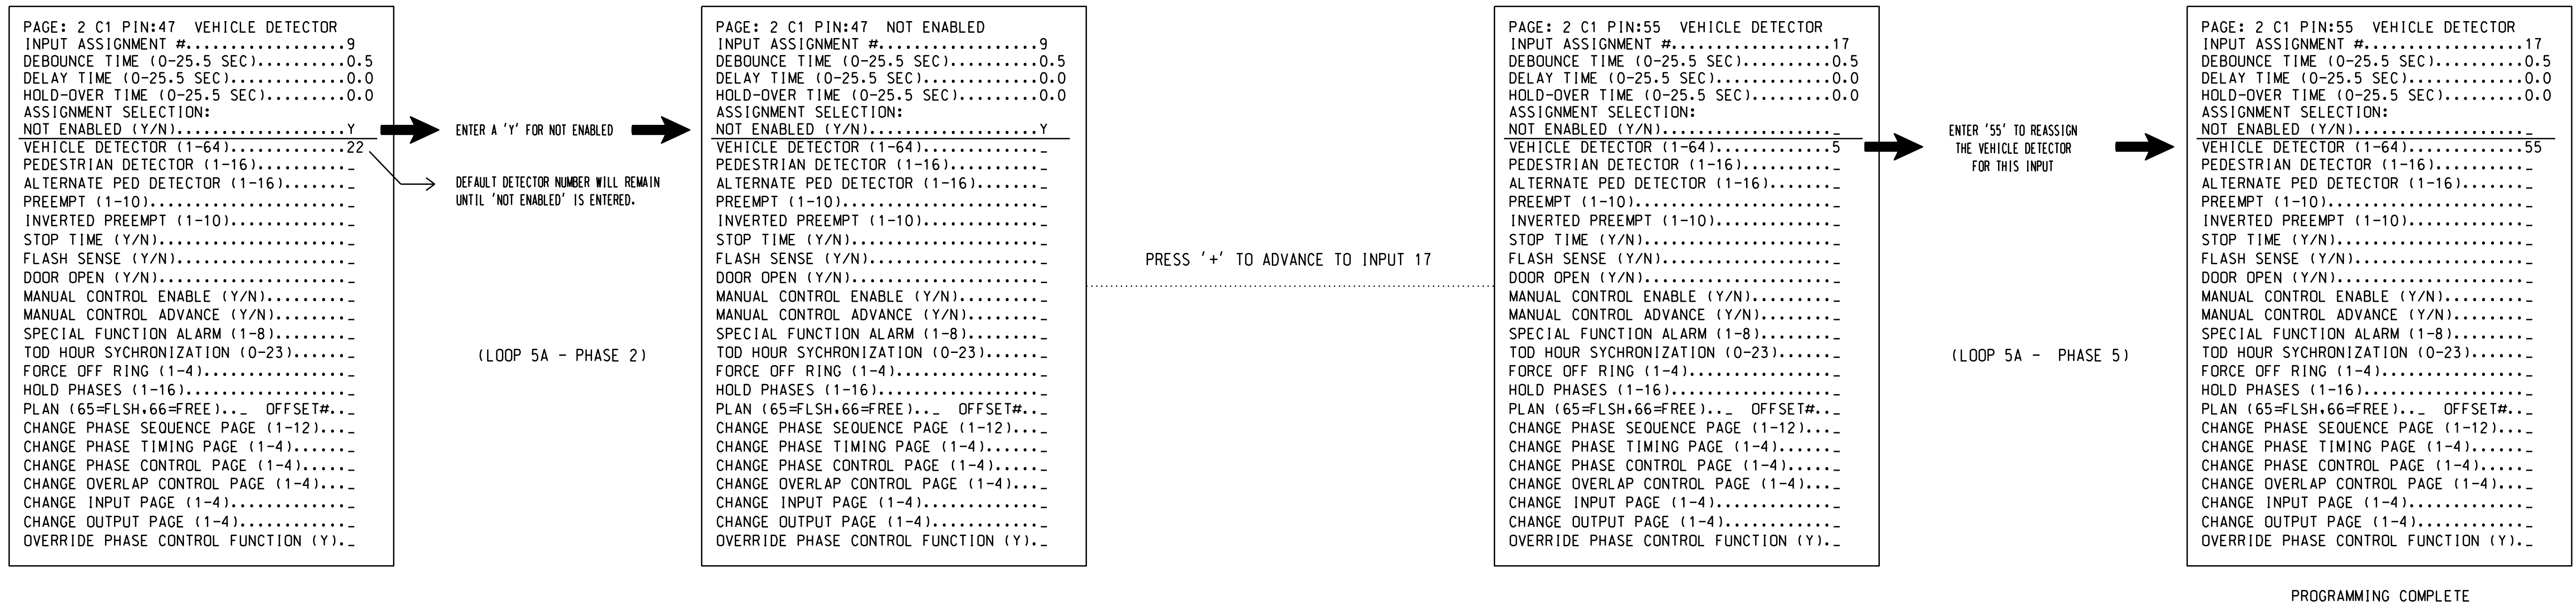 PAGE: 2 C1 PIN:47  VEHICLE DETECTOR
INPUT ASSIGNMENT #..................9
DEBOUNCE TIME (0-25.5 SEC)..........0.5
DELAY TIME (0-25.5 SEC).............0.0
HOLD-OVER TIME (0-25.5 SEC).........0.0
ASSIGNMENT SELECTION:
NOT ENABLED (Y/N)...................Y
VEHICLE DETECTOR (1-64).............22
PEDESTRIAN DETECTOR (1-16).........._
ALTERNATE PED DETECTOR (1-16)......._
PREEMPT (1-10)......................_
INVERTED PREEMPT (1-10)............._
STOP TIME (Y/N)....................._
FLASH SENSE (Y/N)..................._
DOOR OPEN (Y/N)....................._
MANUAL CONTROL ENABLE (Y/N)........._
MANUAL CONTROL ADVANCE (Y/N)........_
SPECIAL FUNCTION ALARM (1-8)........_
TOD HOUR SYCHRONIZATION (0-23)......_
FORCE OFF RING (1-4)................_
HOLD PHASES (1-16).................._
PLAN (65=FLSH,66=FREE).._  OFFSET#.._
CHANGE PHASE SEQUENCE PAGE (1-12)..._
CHANGE PHASE TIMING PAGE (1-4)......_
CHANGE PHASE CONTROL PAGE (1-4)....._
CHANGE OVERLAP CONTROL PAGE (1-4)..._
CHANGE INPUT PAGE (1-4)............._
CHANGE OUTPUT PAGE (1-4)............_
OVERRIDE PHASE CONTROL FUNCTION (Y)._
ENTER A 'Y' FOR NOT ENABLED
DEFAULT DETECTOR NUMBER WILL REMAIN
UNTIL 'NOT ENABLED' IS ENTERED.
(LOOP 5A - PHASE 2)
PAGE: 2 C1 PIN:47  NOT ENABLED
INPUT ASSIGNMENT #..................9
DEBOUNCE TIME (0-25.5 SEC)..........0.5
DELAY TIME (0-25.5 SEC).............0.0
HOLD-OVER TIME (0-25.5 SEC).........0.0
ASSIGNMENT SELECTION:
NOT ENABLED (Y/N)...................Y
VEHICLE DETECTOR (1-64)............._
PEDESTRIAN DETECTOR (1-16).........._
ALTERNATE PED DETECTOR (1-16)......._
PREEMPT (1-10)......................_
INVERTED PREEMPT (1-10)............._
STOP TIME (Y/N)....................._
FLASH SENSE (Y/N)..................._
DOOR OPEN (Y/N)....................._
MANUAL CONTROL ENABLE (Y/N)........._
MANUAL CONTROL ADVANCE (Y/N)........_
SPECIAL FUNCTION ALARM (1-8)........_
TOD HOUR SYCHRONIZATION (0-23)......_
FORCE OFF RING (1-4)................_
HOLD PHASES (1-16).................._
PLAN (65=FLSH,66=FREE).._  OFFSET#.._
CHANGE PHASE SEQUENCE PAGE (1-12)..._
CHANGE PHASE TIMING PAGE (1-4)......_
CHANGE PHASE CONTROL PAGE (1-4)....._
CHANGE OVERLAP CONTROL PAGE (1-4)..._
CHANGE INPUT PAGE (1-4)............._
CHANGE OUTPUT PAGE (1-4)............_
OVERRIDE PHASE CONTROL FUNCTION (Y)._
PRESS '+' TO ADVANCE TO INPUT 17
PAGE: 2 C1 PIN:55  VEHICLE DETECTOR
INPUT ASSIGNMENT #..................17
DEBOUNCE TIME (0-25.5 SEC)..........0.5
DELAY TIME (0-25.5 SEC).............0.0
HOLD-OVER TIME (0-25.5 SEC).........0.0
ASSIGNMENT SELECTION:
NOT ENABLED (Y/N)..................._
VEHICLE DETECTOR (1-64).............5
PEDESTRIAN DETECTOR (1-16).........._
ALTERNATE PED DETECTOR (1-16)......._
PREEMPT (1-10)......................_
INVERTED PREEMPT (1-10)............._
STOP TIME (Y/N)....................._
FLASH SENSE (Y/N)..................._
DOOR OPEN (Y/N)....................._
MANUAL CONTROL ENABLE (Y/N)........._
MANUAL CONTROL ADVANCE (Y/N)........_
SPECIAL FUNCTION ALARM (1-8)........_
TOD HOUR SYCHRONIZATION (0-23)......_
FORCE OFF RING (1-4)................_
HOLD PHASES (1-16).................._
PLAN (65=FLSH,66=FREE).._  OFFSET#.._
CHANGE PHASE SEQUENCE PAGE (1-12)..._
CHANGE PHASE TIMING PAGE (1-4)......_
CHANGE PHASE CONTROL PAGE (1-4)....._
CHANGE OVERLAP CONTROL PAGE (1-4)..._
CHANGE INPUT PAGE (1-4)............._
CHANGE OUTPUT PAGE (1-4)............_
OVERRIDE PHASE CONTROL FUNCTION (Y)._
ENTER '55' TO REASSIGN
THE VEHICLE DETECTOR
FOR THIS INPUT
(LOOP 5A -  PHASE 5)
PAGE: 2 C1 PIN:55  VEHICLE DETECTOR
INPUT ASSIGNMENT #..................17
DEBOUNCE TIME (0-25.5 SEC)..........0.5
DELAY TIME (0-25.5 SEC).............0.0
HOLD-OVER TIME (0-25.5 SEC).........0.0
ASSIGNMENT SELECTION:
NOT ENABLED (Y/N)..................._
VEHICLE DETECTOR (1-64).............55
PEDESTRIAN DETECTOR (1-16).........._
ALTERNATE PED DETECTOR (1-16)......._
PREEMPT (1-10)......................_
INVERTED PREEMPT (1-10)............._
STOP TIME (Y/N)....................._
FLASH SENSE (Y/N)..................._
DOOR OPEN (Y/N)....................._
MANUAL CONTROL ENABLE (Y/N)........._
MANUAL CONTROL ADVANCE (Y/N)........_
SPECIAL FUNCTION ALARM (1-8)........_
TOD HOUR SYCHRONIZATION (0-23)......_
FORCE OFF RING (1-4)................_
HOLD PHASES (1-16).................._
PLAN (65=FLSH,66=FREE).._  OFFSET#.._
CHANGE PHASE SEQUENCE PAGE (1-12)..._
CHANGE PHASE TIMING PAGE (1-4)......_
CHANGE PHASE CONTROL PAGE (1-4)....._
CHANGE OVERLAP CONTROL PAGE (1-4)..._
CHANGE INPUT PAGE (1-4)............._
CHANGE OUTPUT PAGE (1-4)............_
OVERRIDE PHASE CONTROL FUNCTION (Y)._
PROGRAMMING COMPLETE